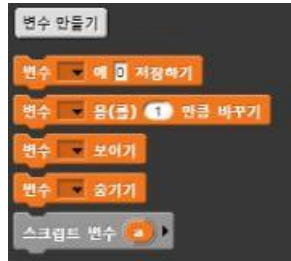 변수 만들기
변수 에 0 저장하기
변수 을(를) 1 만큼 바꾸기
변수 보이기
변수 숨기기
스크립트 변수 a